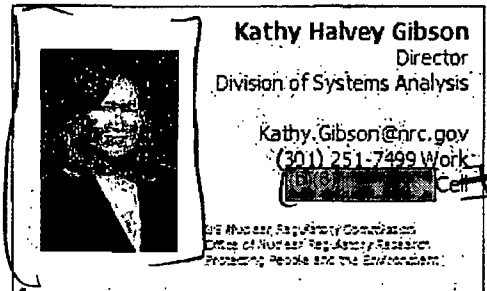 Kathy Halvey Gibson
Director
Division of Systems Analysis
Kathy.Gibson@nrc.gov
(301) 251-7499 Work
Cell
US Nuclear Regulatory Commission
Office of Nuclear Regulatory Research
Protecting People and the Environment